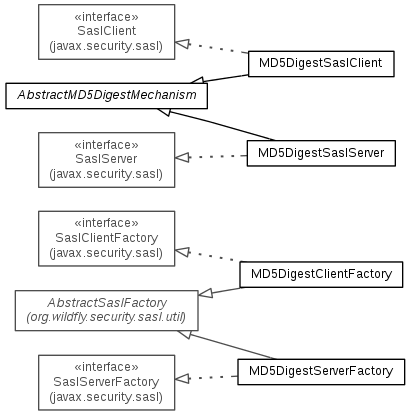 «interface»
SaslClient
(javax.security.sasl)
MD5DigestSaslClient
AbstractMD5DigestMechanism
«interface»
SaslServer
(javax.security.sasl)
MD5DigestSaslServer
«interface»
SaslClientFactory
(javax.security.sasl)
MD5DigestClientFactory
AbstractSaslFactory
(org.wildfly.security.sasl.util)
MD5DigestServerFactory
«interface»
SaslServerFactory
(javax.security.sasl)